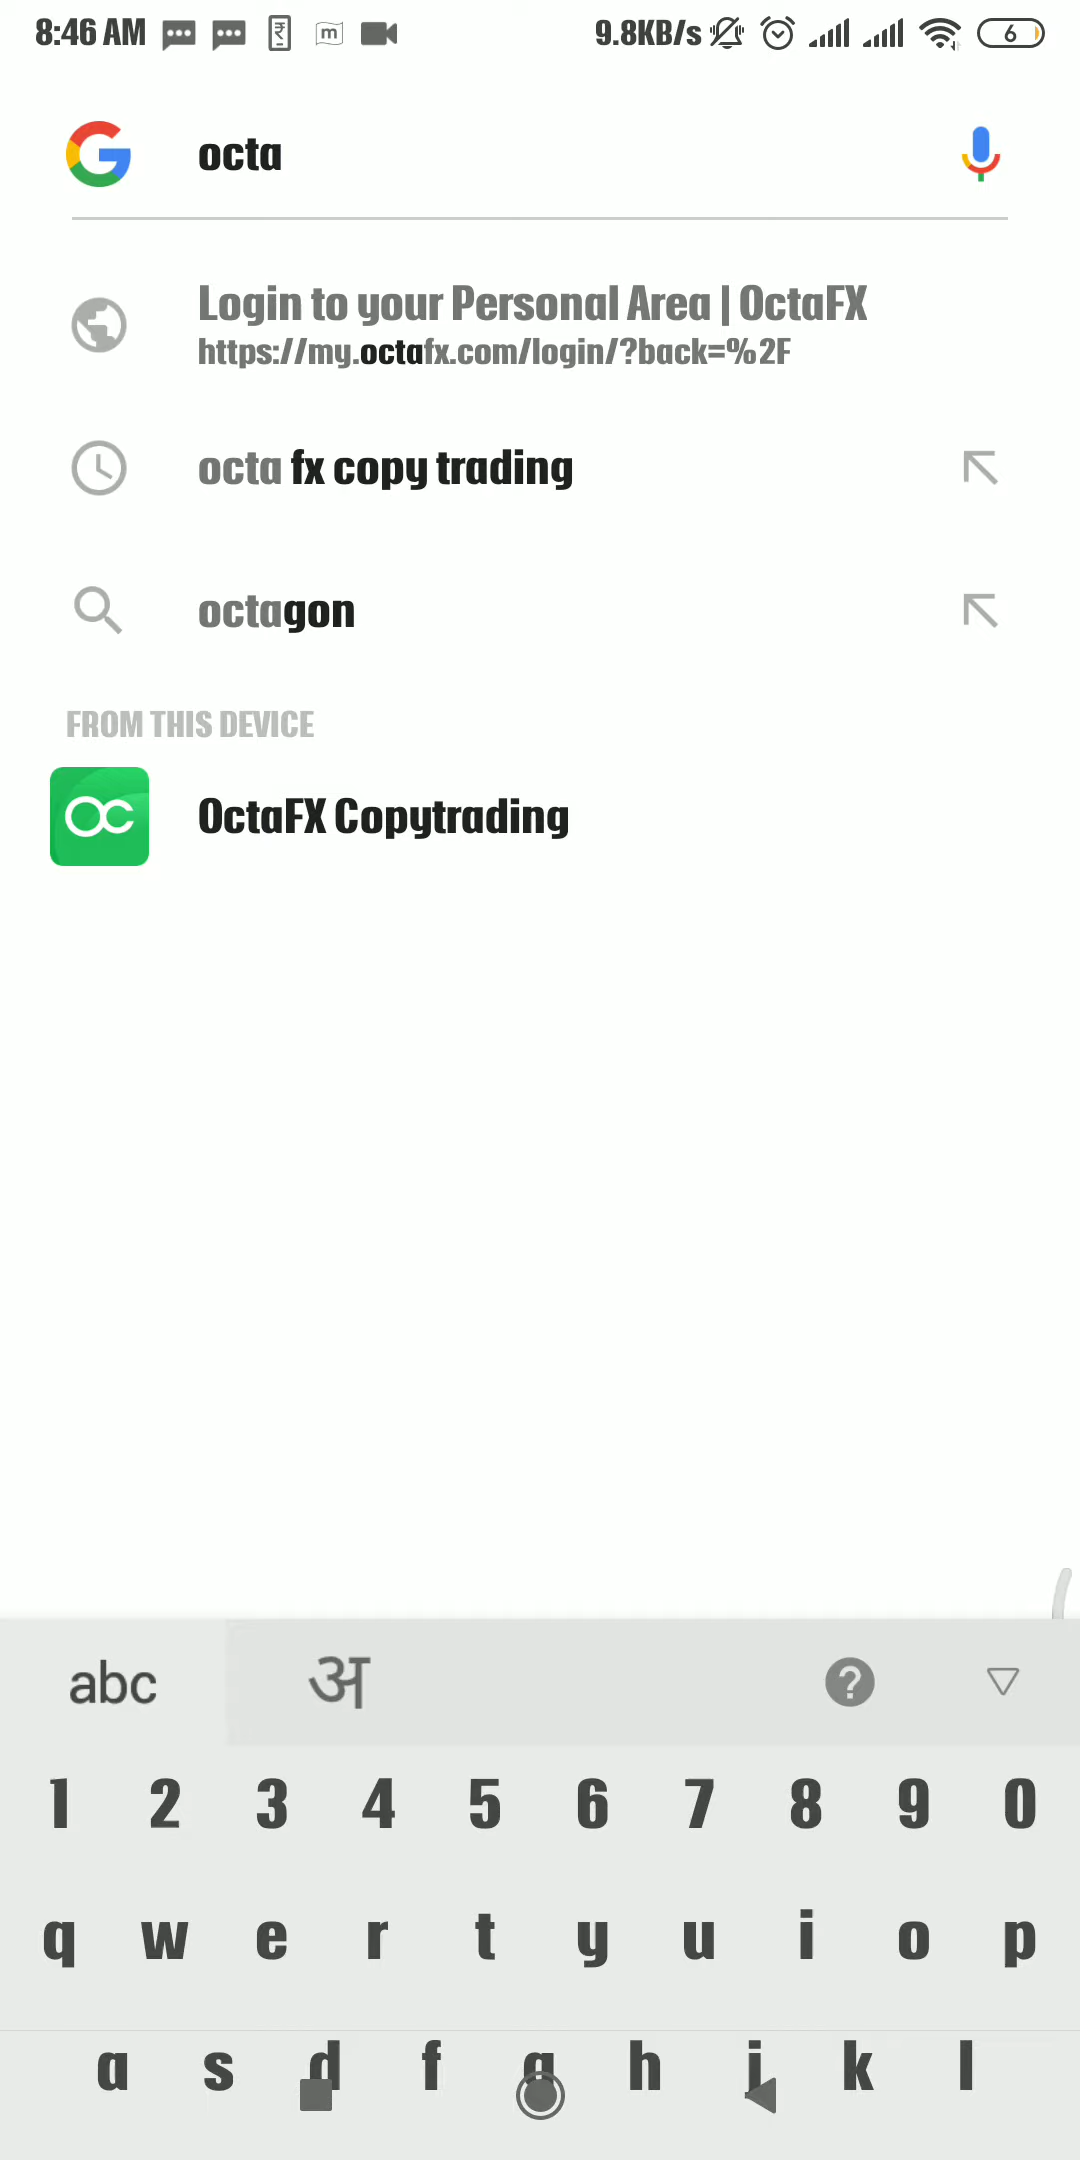 8:46 AM m 9.8KB/s 6
octa
Login to your Personal Area | OctaFX
https://my.octafx.com/login/?back=%2F
octa fx copy trading
octagon
FROM THIS DEVICE
OC OctaFX Copytrading
abc अ ?
1 2 3 4 5 6 7 8 9 0
q w e r t y u i o p
a s d f g h j k l